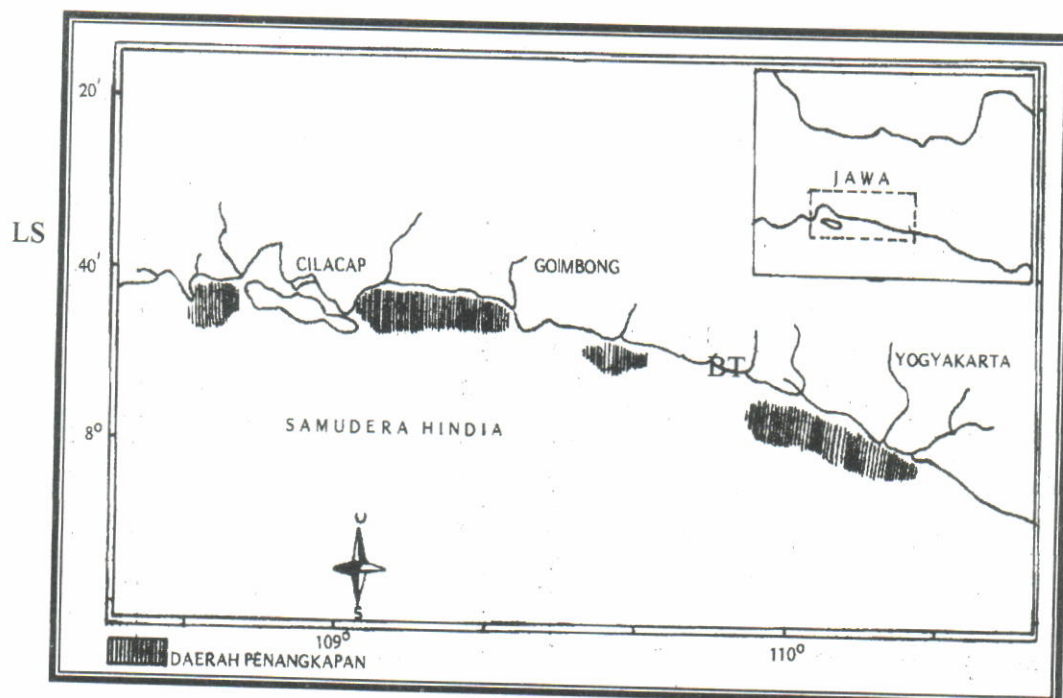 20'
JAWA
LS
40'
CILACAP
GOIMBONG
BT
YOGYAKARTA
SAMUDERA HINDIA
8°
U
S
109°
110°
DAERAH PENANGKAPAN